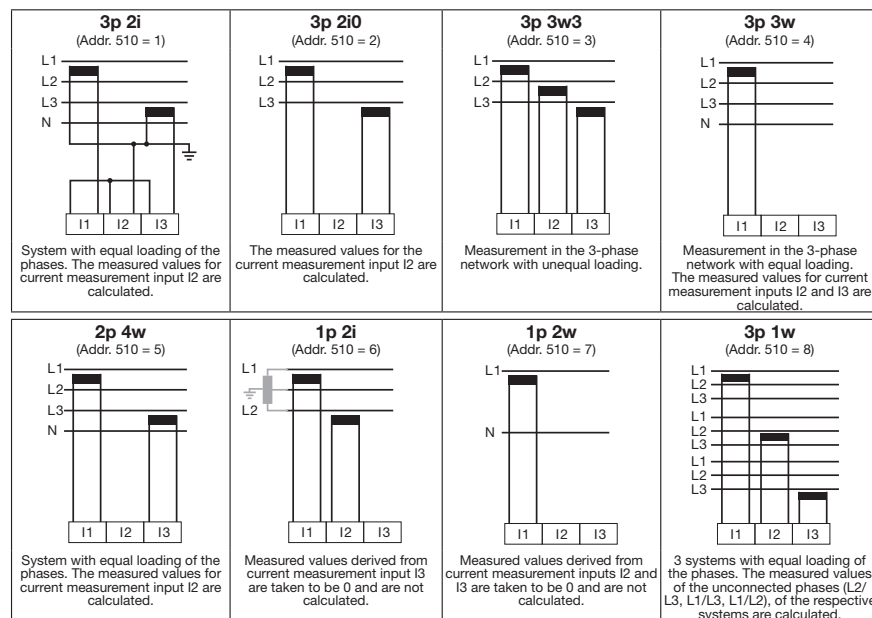 3p 2i
(Addr. 510 = 1)
L1
L2
L3
N
I1 I2 I3
System with equal loading of the
phases. The measured values for
current measurement input I2 are
calculated.
3p 2i0
(Addr. 510 = 2)
L1
L2
L3
I1 I2 I3
The measured values for the
current measurement input I2 are
calculated.
3p 3w3
(Addr. 510 = 3)
L1
L2
L3
I1 I2 I3
Measurement in the 3-phase
network with unequal loading.
3p 3w
(Addr. 510 = 4)
L1
L2
L3
N
I1 I2 I3
Measurement in the 3-phase
network with equal loading.
The measured values for current
measurement inputs I2 and I3 are
calculated.
2p 4w
(Addr. 510 = 5)
L1
L2
L3
N
I1 I2 I3
System with equal loading of the
phases. The measured values for
current measurement input I2 are
calculated.
1p 2i
(Addr. 510 = 6)
L1
L2
I1 I2 I3
Measured values derived from
current measurement input I3
are taken to be 0 and are not
calculated.
1p 2w
(Addr. 510 = 7)
L1
N
I1 I2 I3
Measured values derived from
current measurement inputs I2 and
I3 are taken to be 0 and are not
calculated.
3p 1w
(Addr. 510 = 8)
L1
L2
L3
L1
L2
L3
L1
L2
L3
I1 I2 I3
3 systems with equal loading of
the phases. The measured values
of the unconnected phases (L2/
L3, L1/L3, L1/L2), of the respective
systems are calculated.